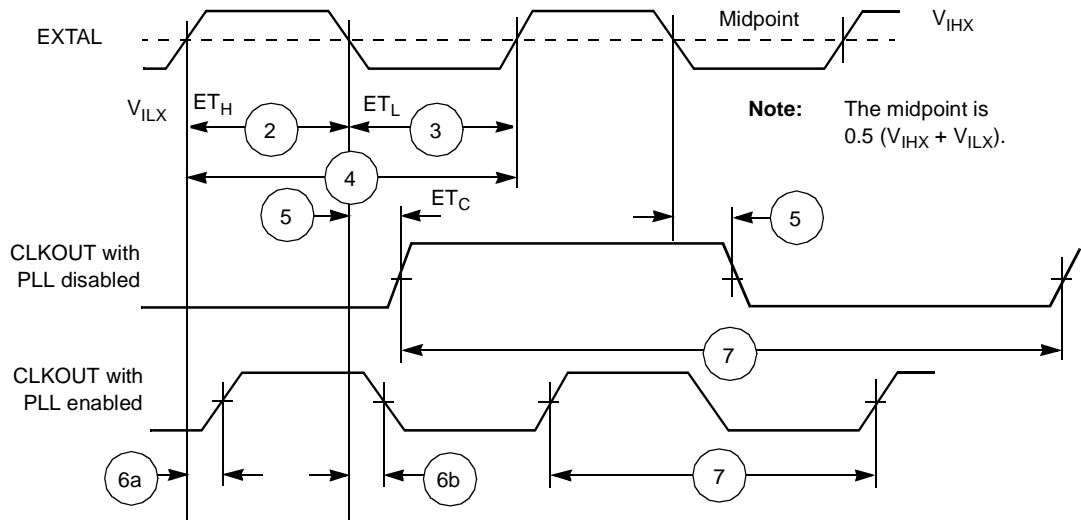 Midpoint
V_IHX
EXTAL
V_ILX
ET_H
2
ET_L
3
Note: The midpoint is
0.5 (V_IHX + V_ILX).
4
5
ET_C
5
CLKOUT with
PLL disabled
7
CLKOUT with
PLL enabled
6a
6b
7